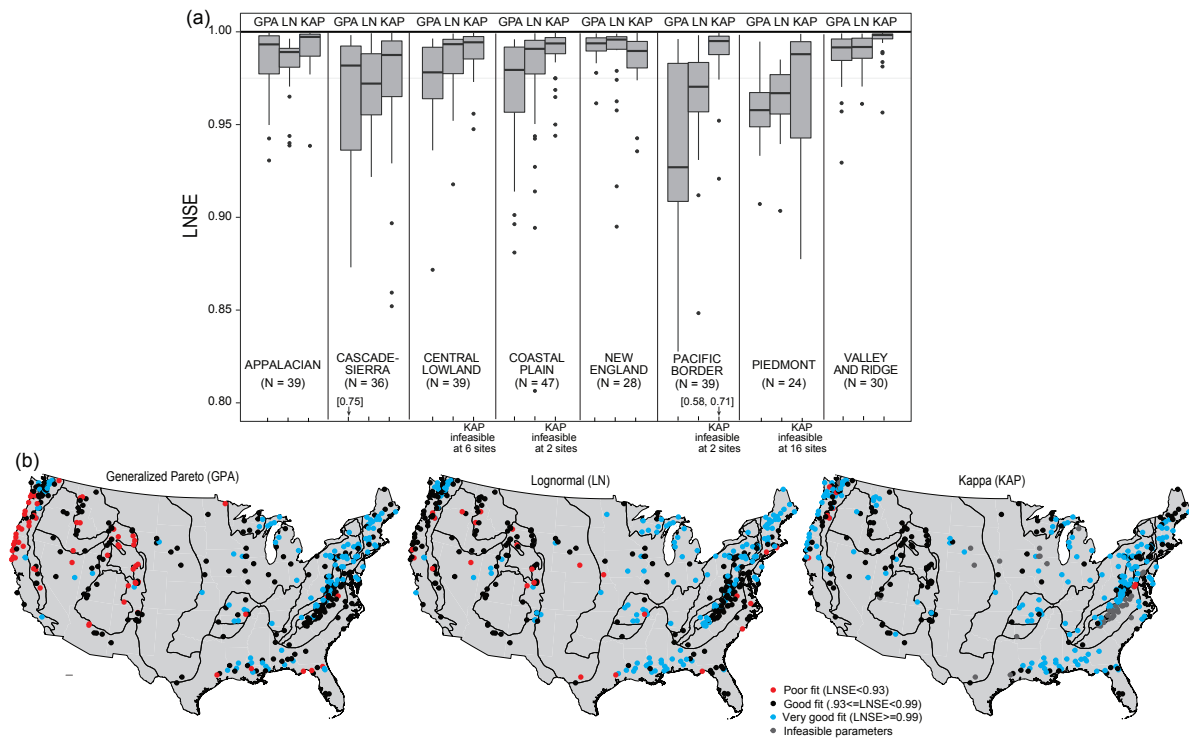 (a)
GPA LN KAP GPA LN KAP GPA LN KAP GPA LN KAP GPA LN KAP GPA LN KAP GPA LN KAP GPA LN KAP
1.00
0.95
0.90
0.85
0.80
LNSE
APPALACIAN
(N = 39)
CASCADE-
SIERRA
(N = 36)
[0.75]
CENTRAL
LOWLAND
(N = 39)
COASTAL
PLAIN
(N = 47)
NEW
ENGLAND
(N = 28)
PACIFIC
BORDER
(N = 39)
[0.58, 0.71]
PIEDMONT
(N = 24)
VALLEY
AND RIDGE
(N = 30)
KAP
infeasible
at 6 sites
KAP
infeasible
at 2 sites
KAP
infeasible
at 2 sites
KAP
infeasible
at 16 sites
(b)
Generalized Pareto (GPA)
Lognormal (LN)
Kappa (KAP)
Poor fit (LNSE<0.93)
Good fit (.93<=LNSE<0.99)
Very good fit (LNSE>=0.99)
Infeasible parameters